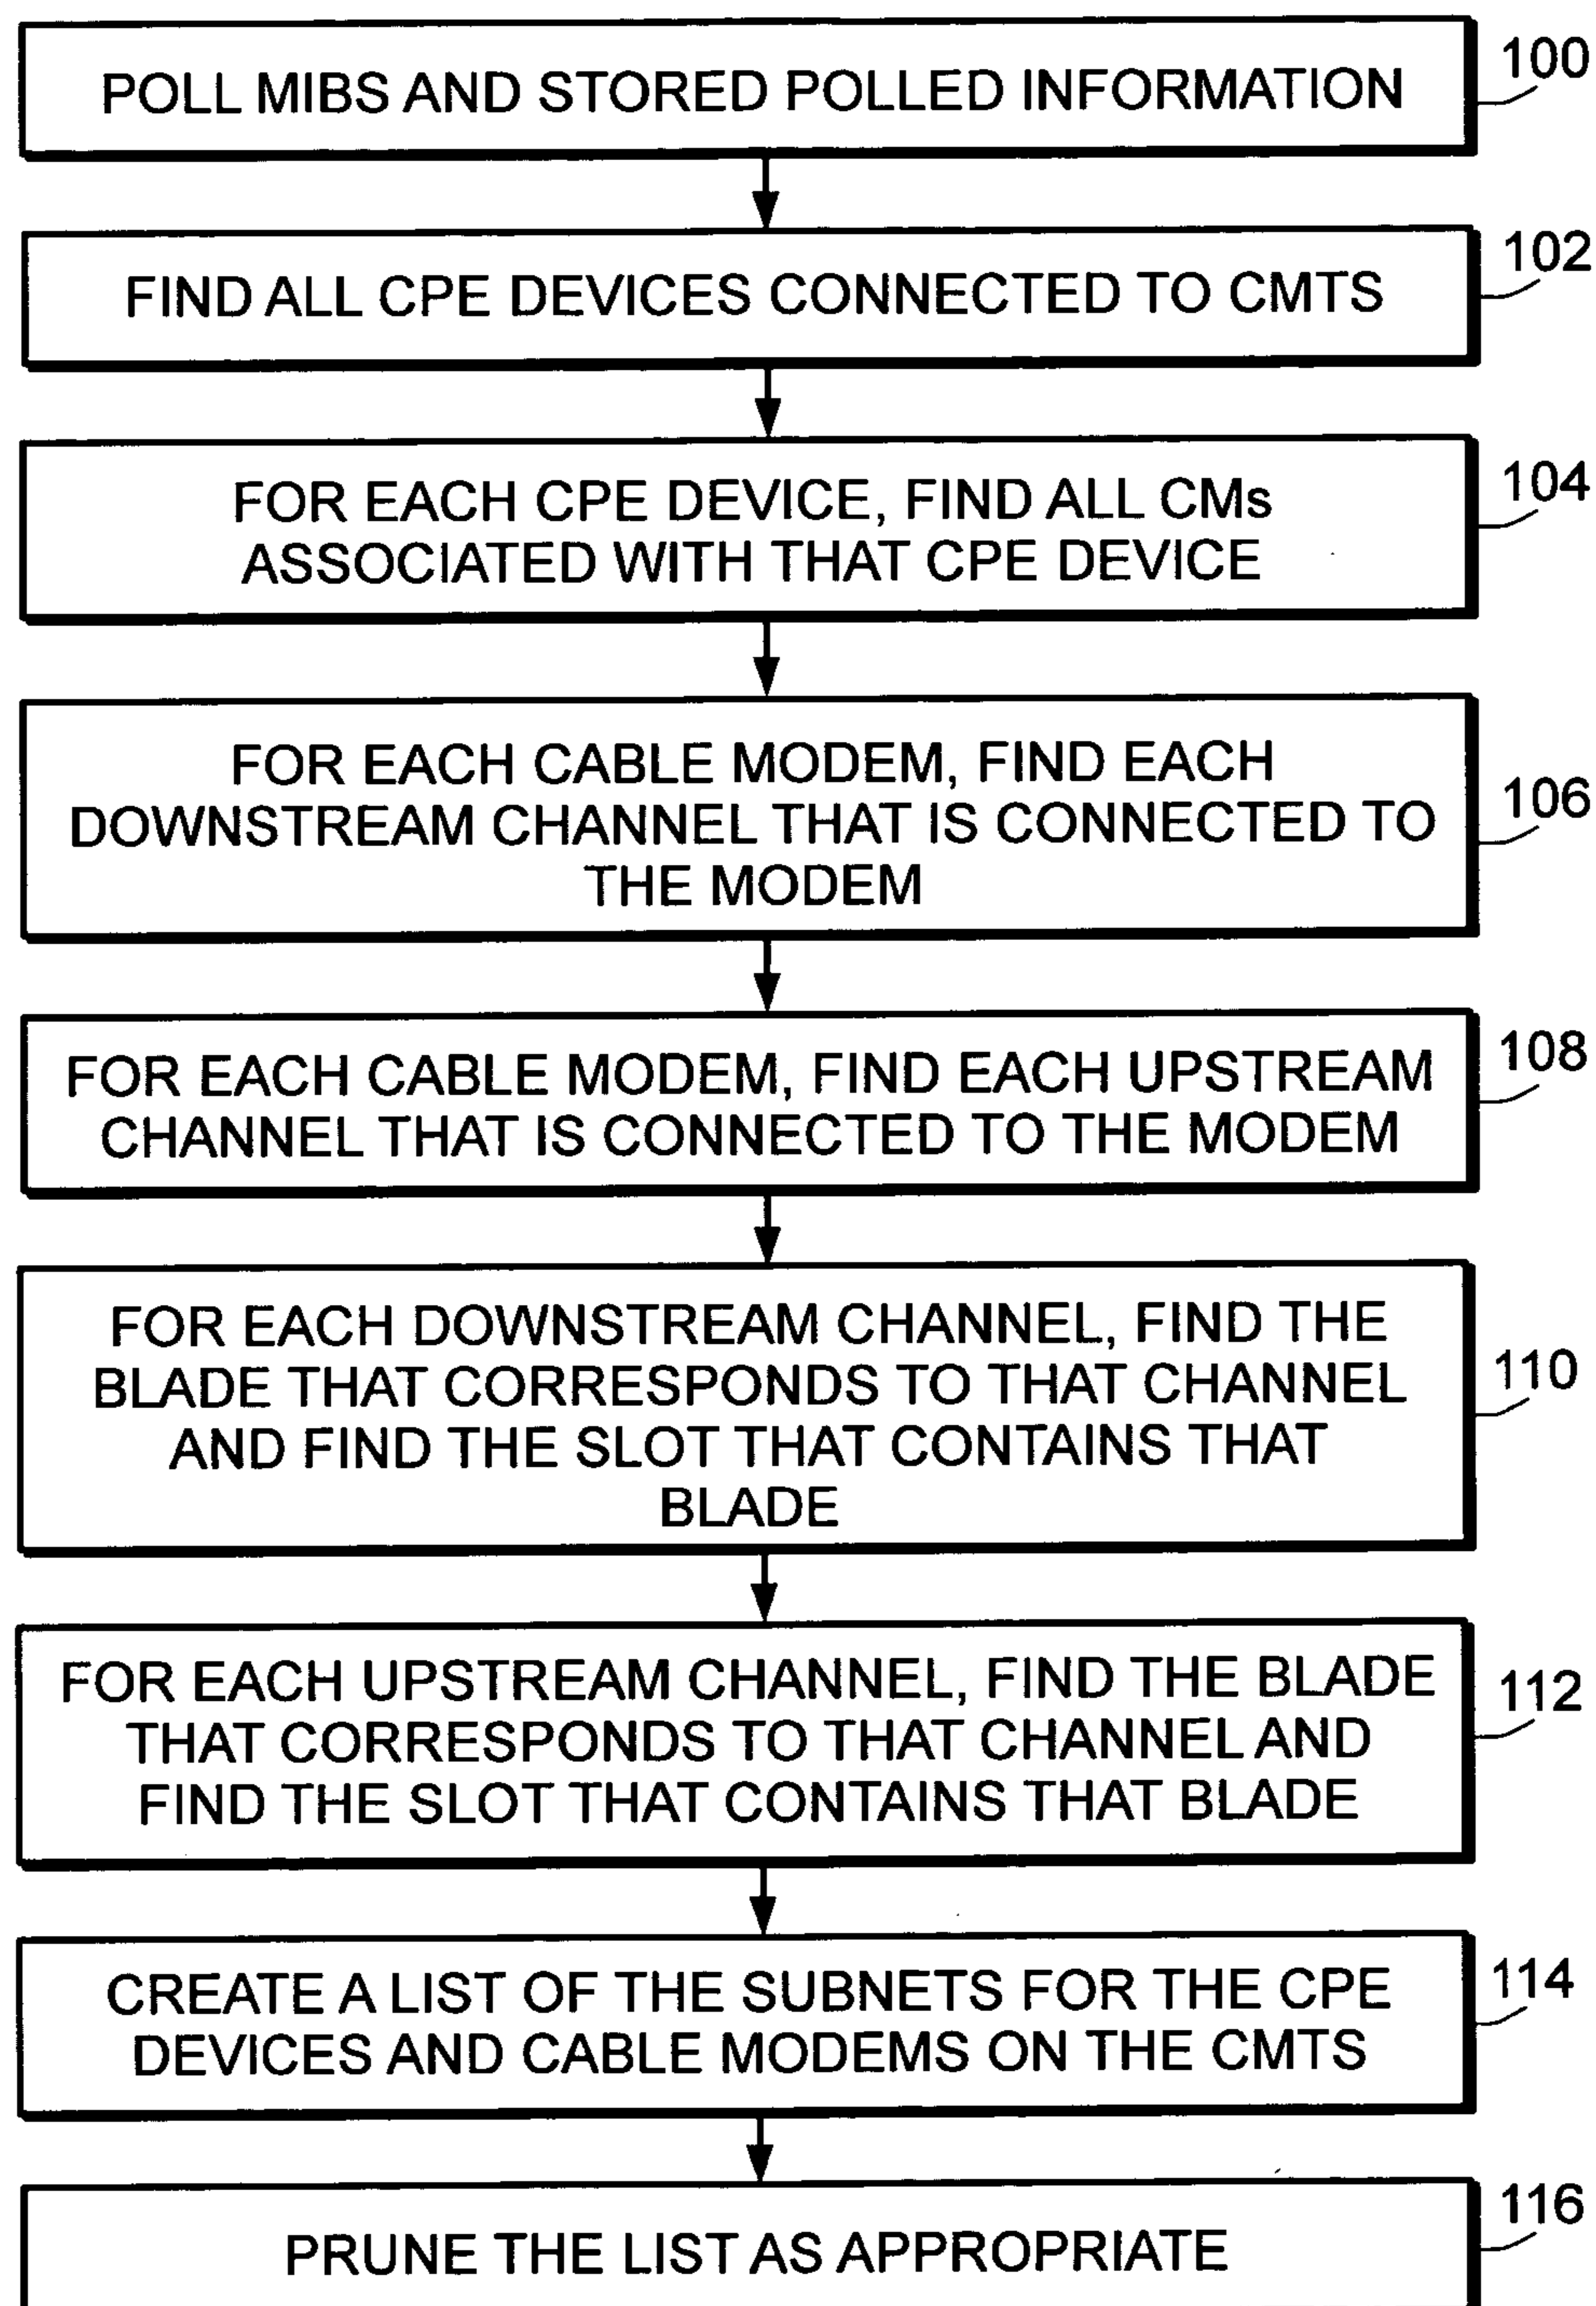 POLL MIBS AND STORED POLLED INFORMATION
100
FIND ALL CPE DEVICES CONNECTED TO CMTS
102
FOR EACH CPE DEVICE, FIND ALL CMs
ASSOCIATED WITH THAT CPE DEVICE
104
FOR EACH CABLE MODEM, FIND EACH
DOWNSTREAM CHANNEL THAT IS CONNECTED TO
THE MODEM
106
FOR EACH CABLE MODEM, FIND EACH UPSTREAM
CHANNEL THAT IS CONNECTED TO THE MODEM
108
FOR EACH DOWNSTREAM CHANNEL, FIND THE
BLADE THAT CORRESPONDS TO THAT CHANNEL
AND FIND THE SLOT THAT CONTAINS THAT
BLADE
110
FOR EACH UPSTREAM CHANNEL, FIND THE BLADE
THAT CORRESPONDS TO THAT CHANNEL AND
FIND THE SLOT THAT CONTAINS THAT BLADE
112
CREATE A LIST OF THE SUBNETS FOR THE CPE
DEVICES AND CABLE MODEMS ON THE CMTS
114
PRUNE THE LIST AS APPROPRIATE
116